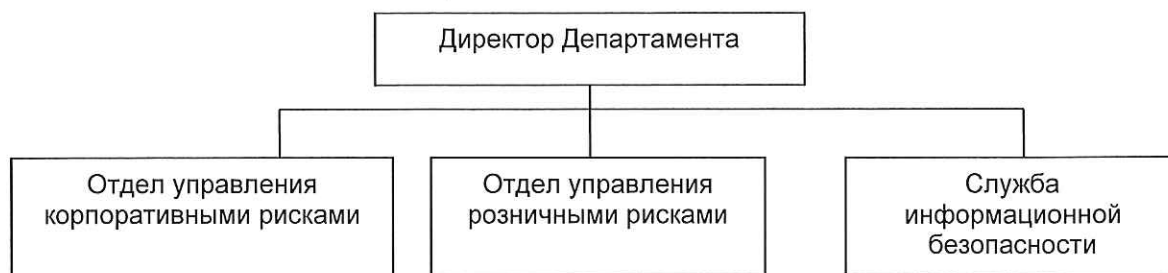 Директор Департамента
Отдел управления
корпоративными рисками
Отдел управления
розничными рисками
Служба
информационной
безопасности